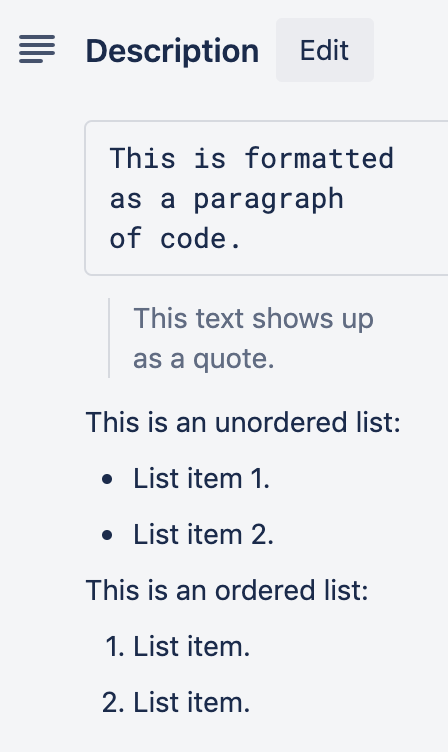 Description Edit
This is formatted
as a paragraph
of code.
This text shows up
as a quote.
This is an unordered list:
• List item 1.
• List item 2.
This is an ordered list:
1. List item.
2. List item.